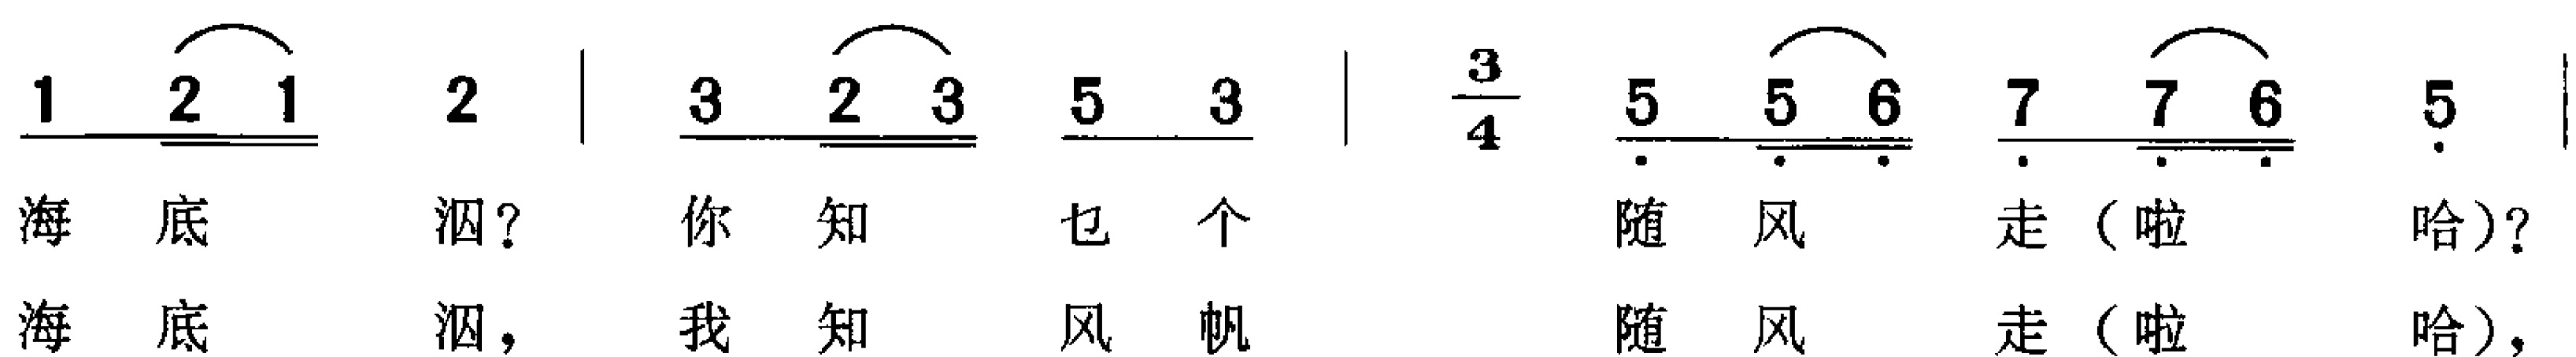 1 2 1 2 | 3 2 3 5 3 | 3/4 5 5 6 7 7 6 5 |
海 底 泅？ 你 知 乜 个 随 风 走（啦 哈）？
海 底 泅， 我 知 风 帆 随 风 走（啦 哈），